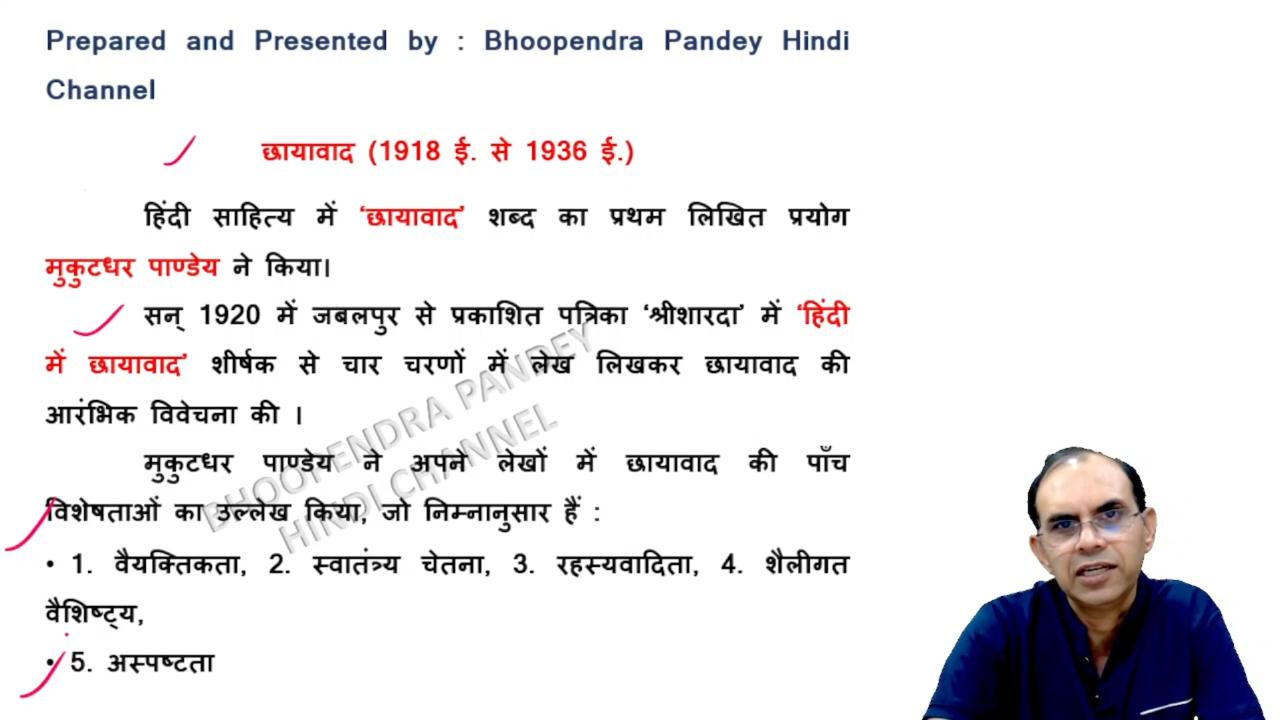 Prepared and Presented by : Bhoopendra Pandey Hindi
Channel
छायावाद (1918 ई. से 1936 ई.)
हिंदी साहित्य में ‘छायावाद’ शब्द का प्रथम लिखित प्रयोग
मुकुटधर पाण्डेय ने किया।
सन् 1920 में जबलपुर से प्रकाशित पत्रिका ‘श्रीशारदा’ में ‘हिंदी
में छायावाद’ शीर्षक से चार चरणों में लेख लिखकर छायावाद की
आरंभिक विवेचना की ।
मुकुटधर पाण्डेय ने अपने लेखों में छायावाद की पाँच
विशेषताओं का उल्लेख किया, जो निम्नानुसार हैं :
• 1. वैयक्तिकता, 2. स्वातंत्र्य चेतना, 3. रहस्यवादिता, 4. शैलीगत
वैशिष्ट्य,
• 5. अस्पष्टता
BHOOPENDRA PANDEY
HINDI CHANNEL